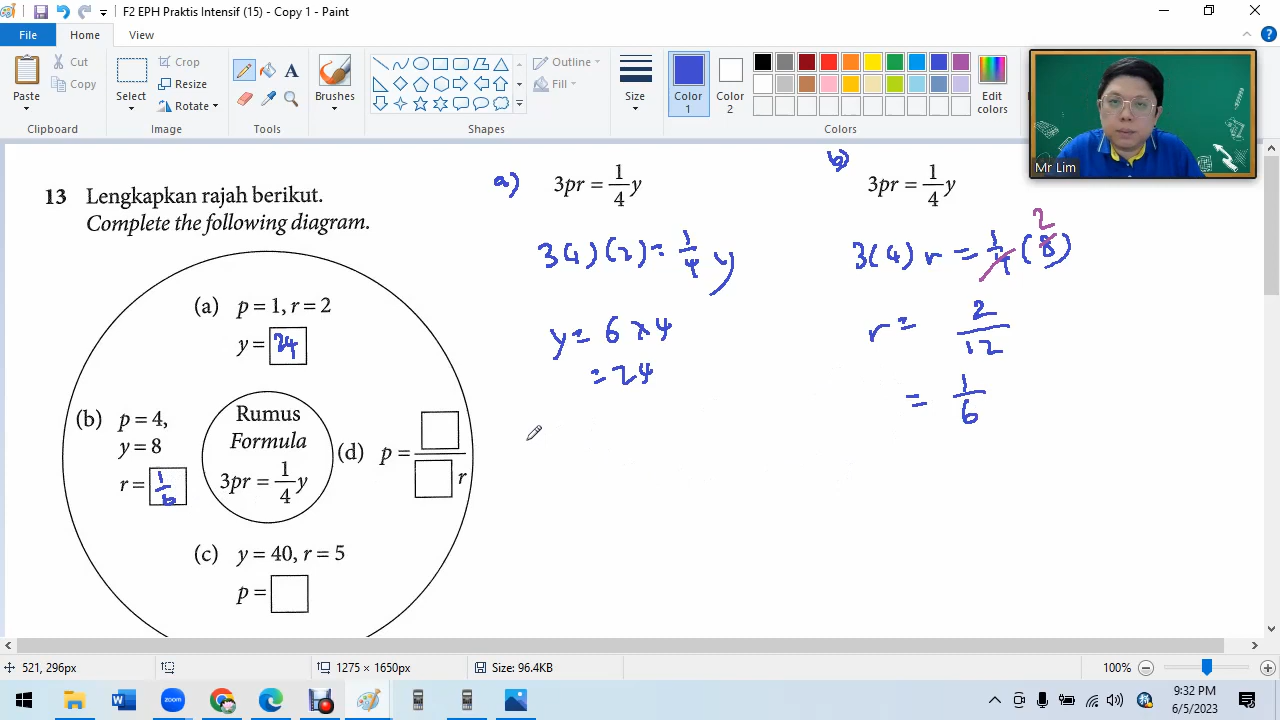 F2 EPH Praktis Intensif (15) - Copy 1 - Paint
File Home View
Paste
Cut
Copy
Clipboard
Select
Crop
Resize
Rotate
Image
Tools
Brushes
Shapes
Outline
Fill
Size
Color 1
Color 2
Edit colors
Colors
Mr Lim
13 Lengkapkan rajah berikut.
Complete the following diagram.
(a) p = 1, r = 2
y = 24
(b) p = 4,
y = 8
r = 1/6
Rumus
Formula
3pr = 1/4 y
(d) p = □/□ r
(c) y = 40, r = 5
p = □
a) 3pr = 1/4 y
3(1)(2) = 1/4 y
y = 6 × 4
= 24
b) 3pr = 1/4 y
2
3(4) r = 1/4 (8)
r = 2/12
= 1/6
521, 296px
1275 × 1650px
Size: 96.4KB
100%
zoom
9:32 PM
6/5/2023